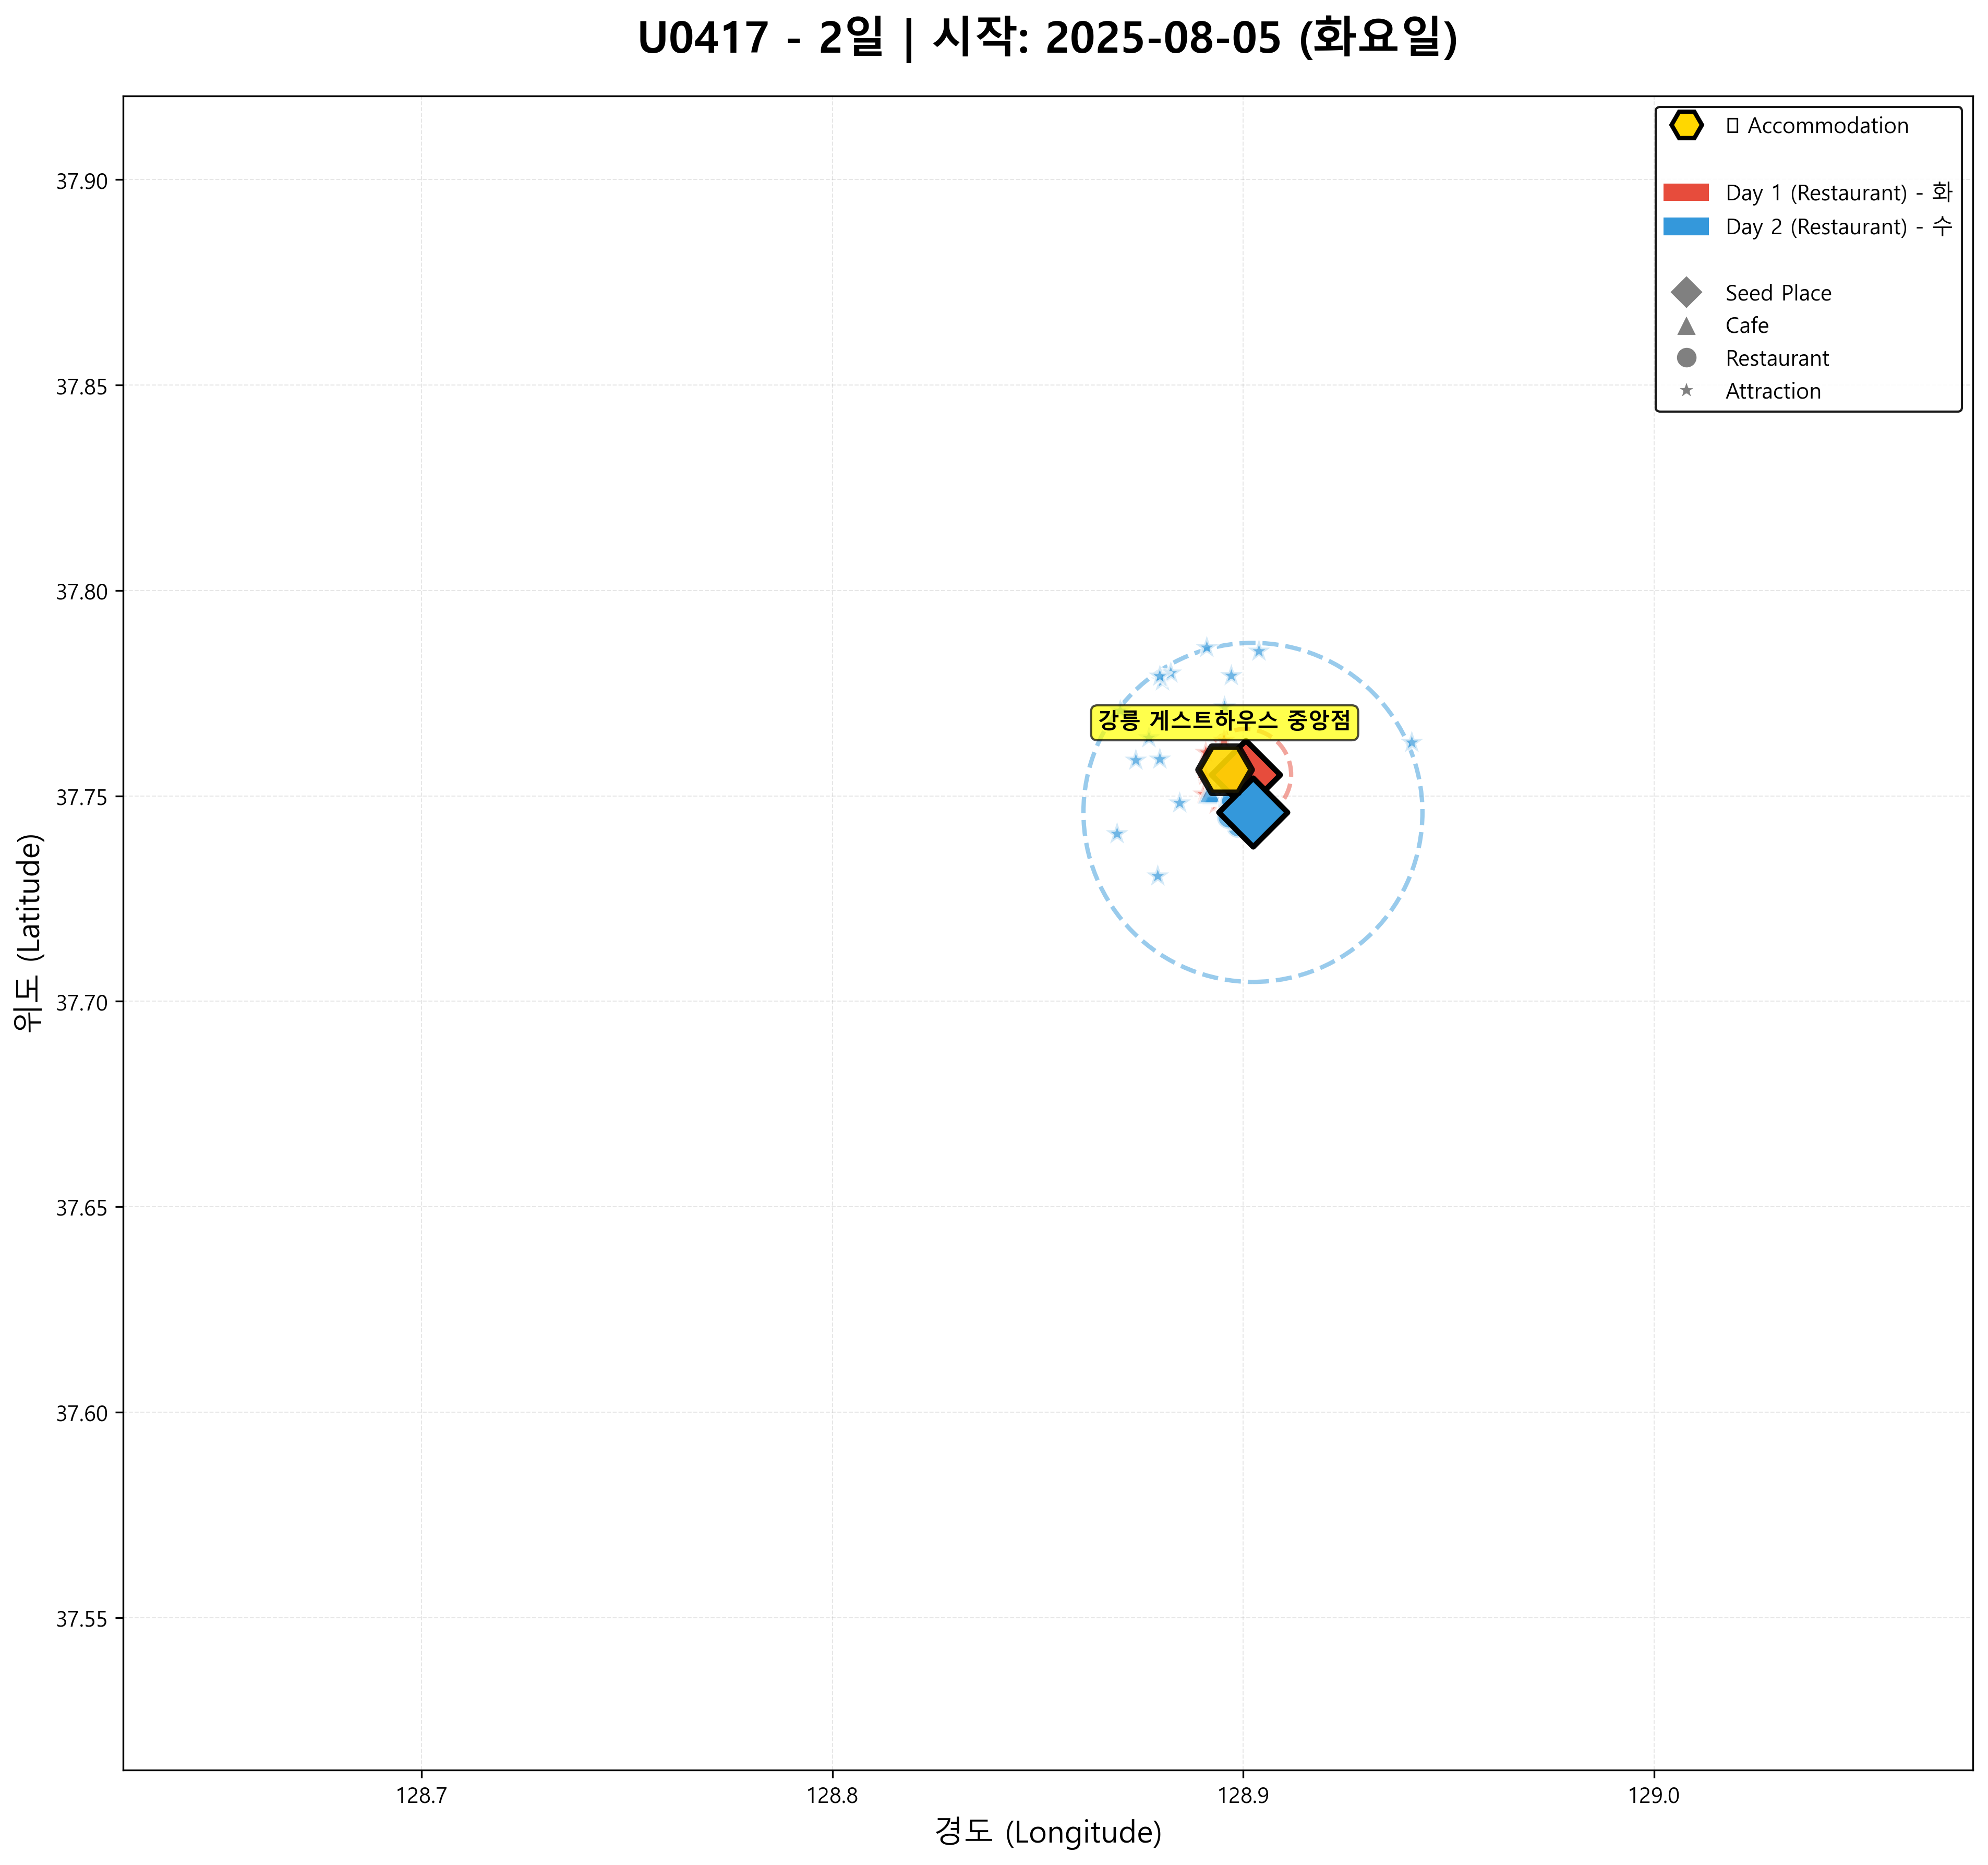 U0417 - 2일 | 시작: 2025-08-05 (화요일)
Accommodation
Day 1 (Restaurant) - 화
Day 2 (Restaurant) - 수
Seed Place
Cafe
Restaurant
Attraction
37.90
37.85
37.80
37.75
37.70
37.65
37.60
37.55
강릉 게스트하우스 중앙점
위도 (Latitude)
128.7
128.8
128.9
129.0
경도 (Longitude)